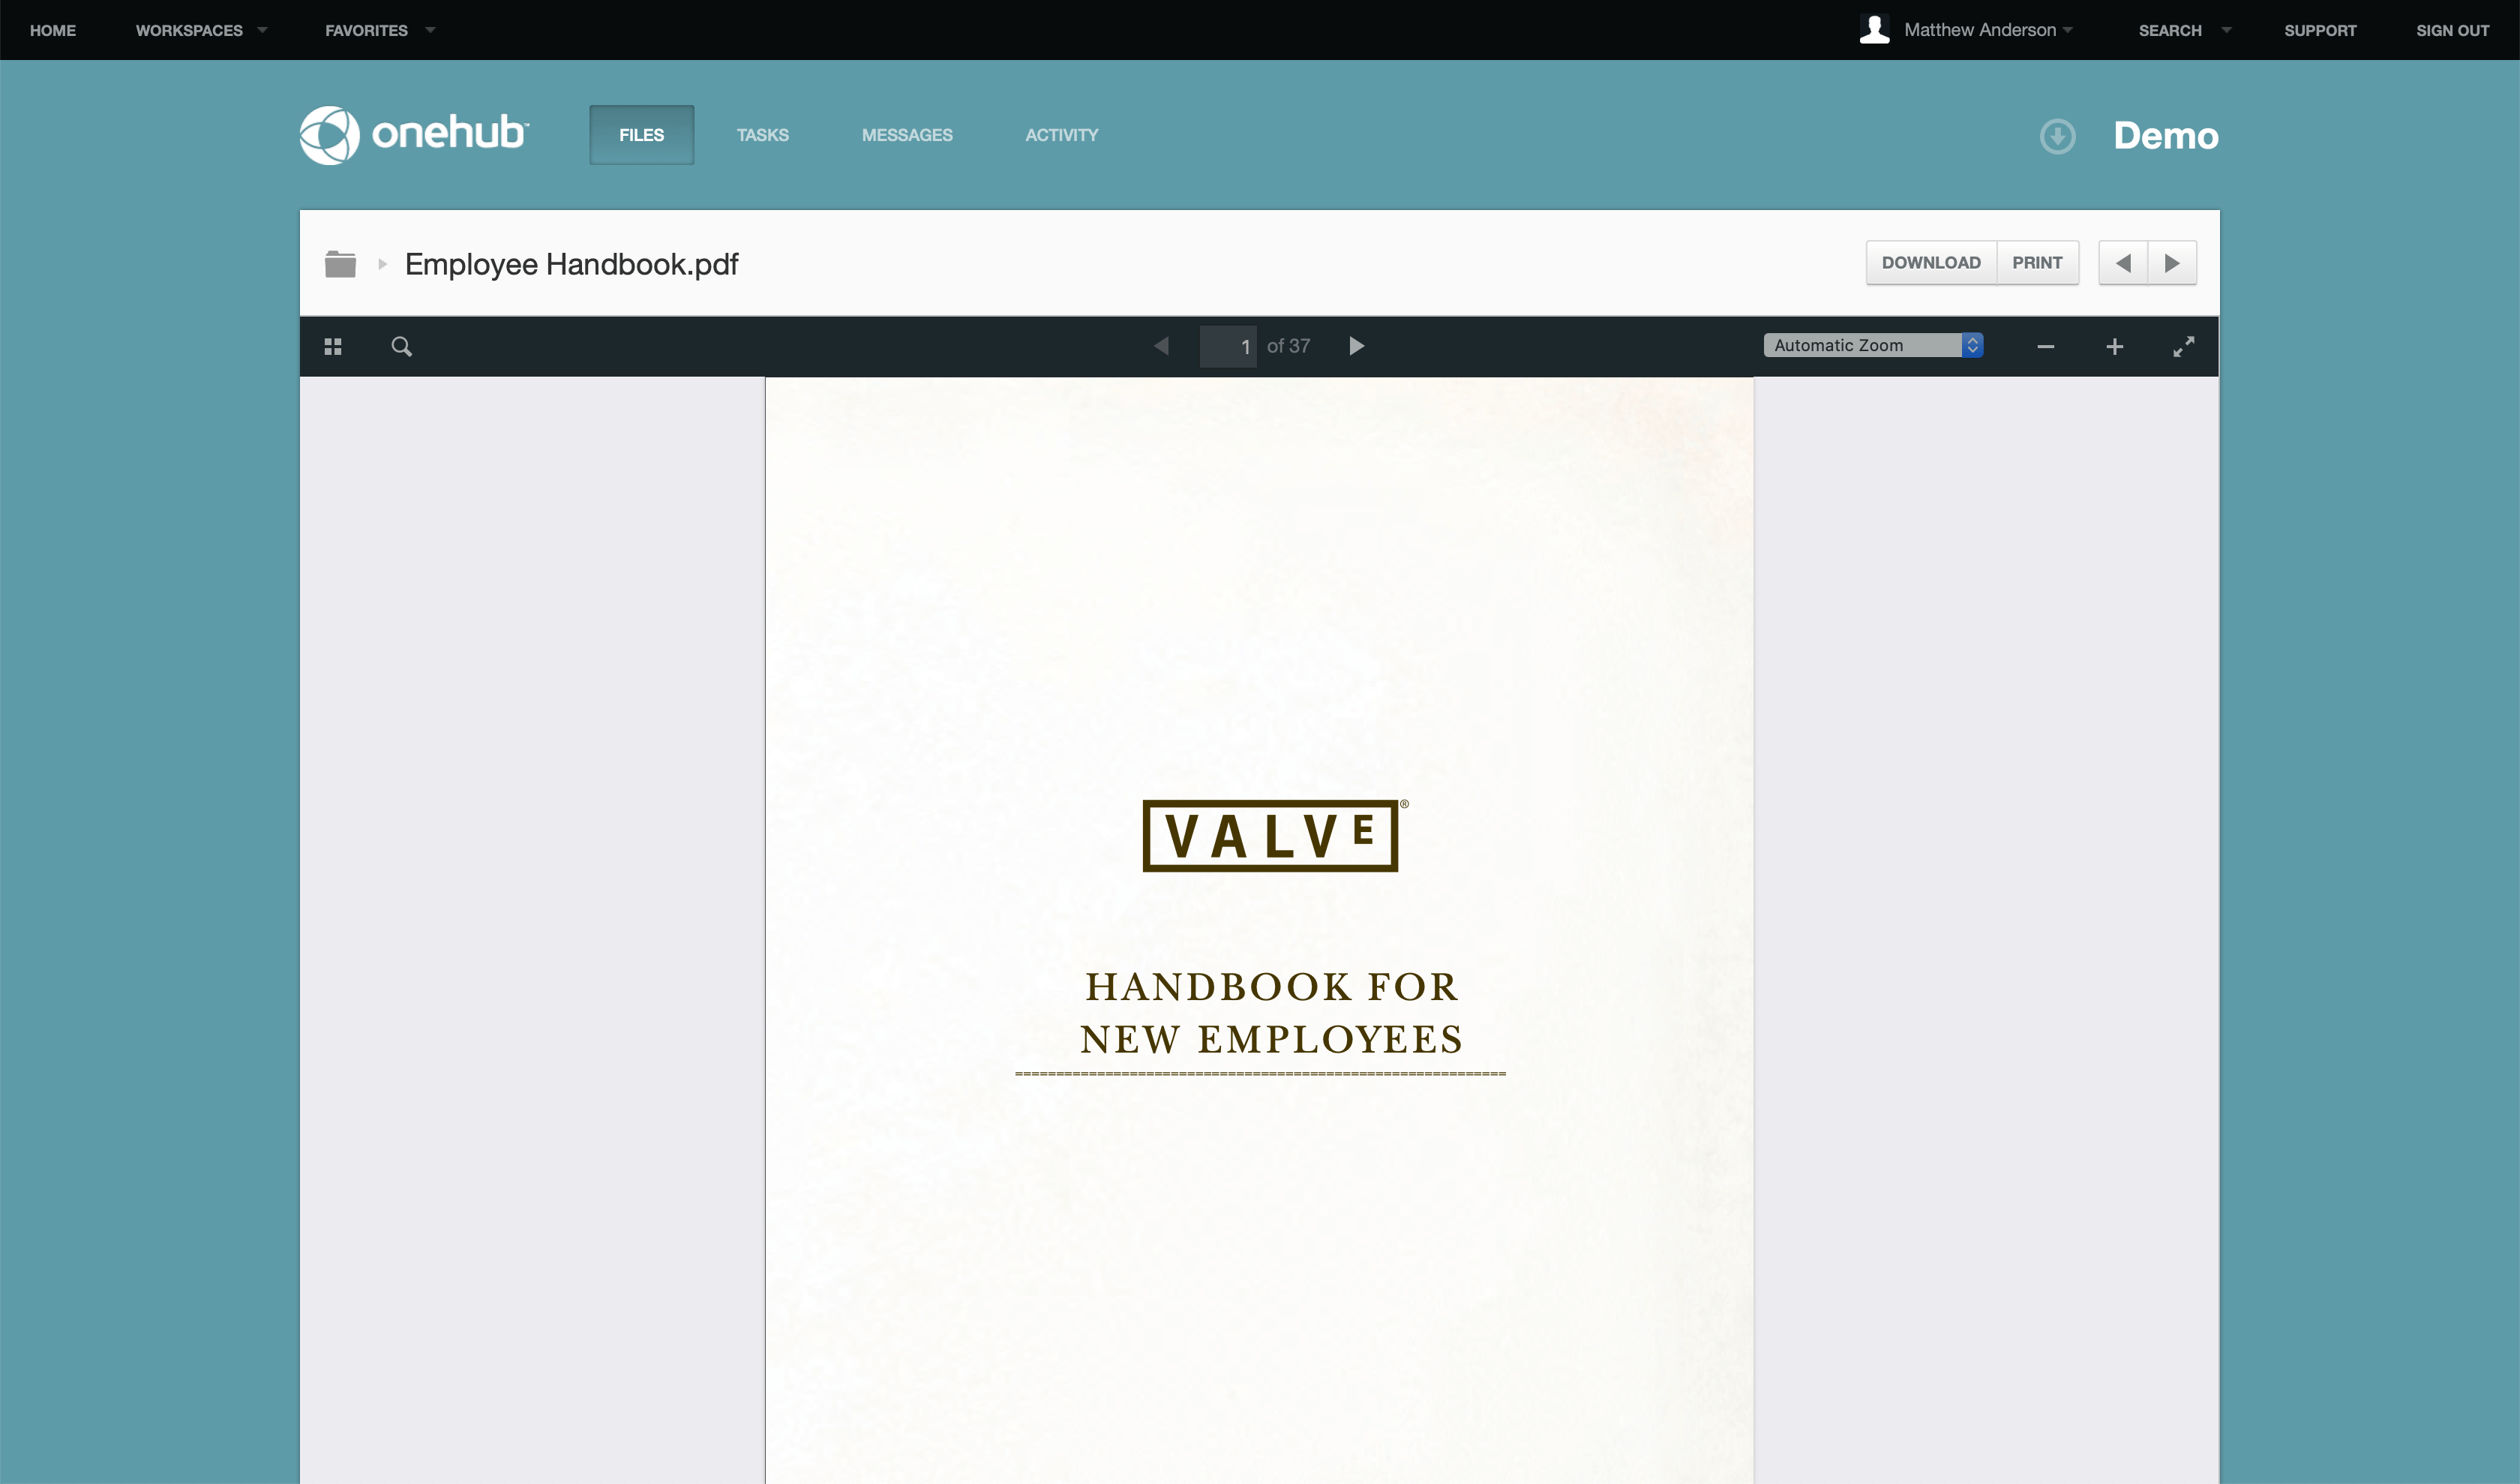 HOME WORKSPACES FAVORITES Matthew Anderson SEARCH SUPPORT SIGN OUT
onehub™ FILES TASKS MESSAGES ACTIVITY Demo
Employee Handbook.pdf DOWNLOAD PRINT
1 of 37 Automatic Zoom
VALVE®
HANDBOOK FOR
NEW EMPLOYEES